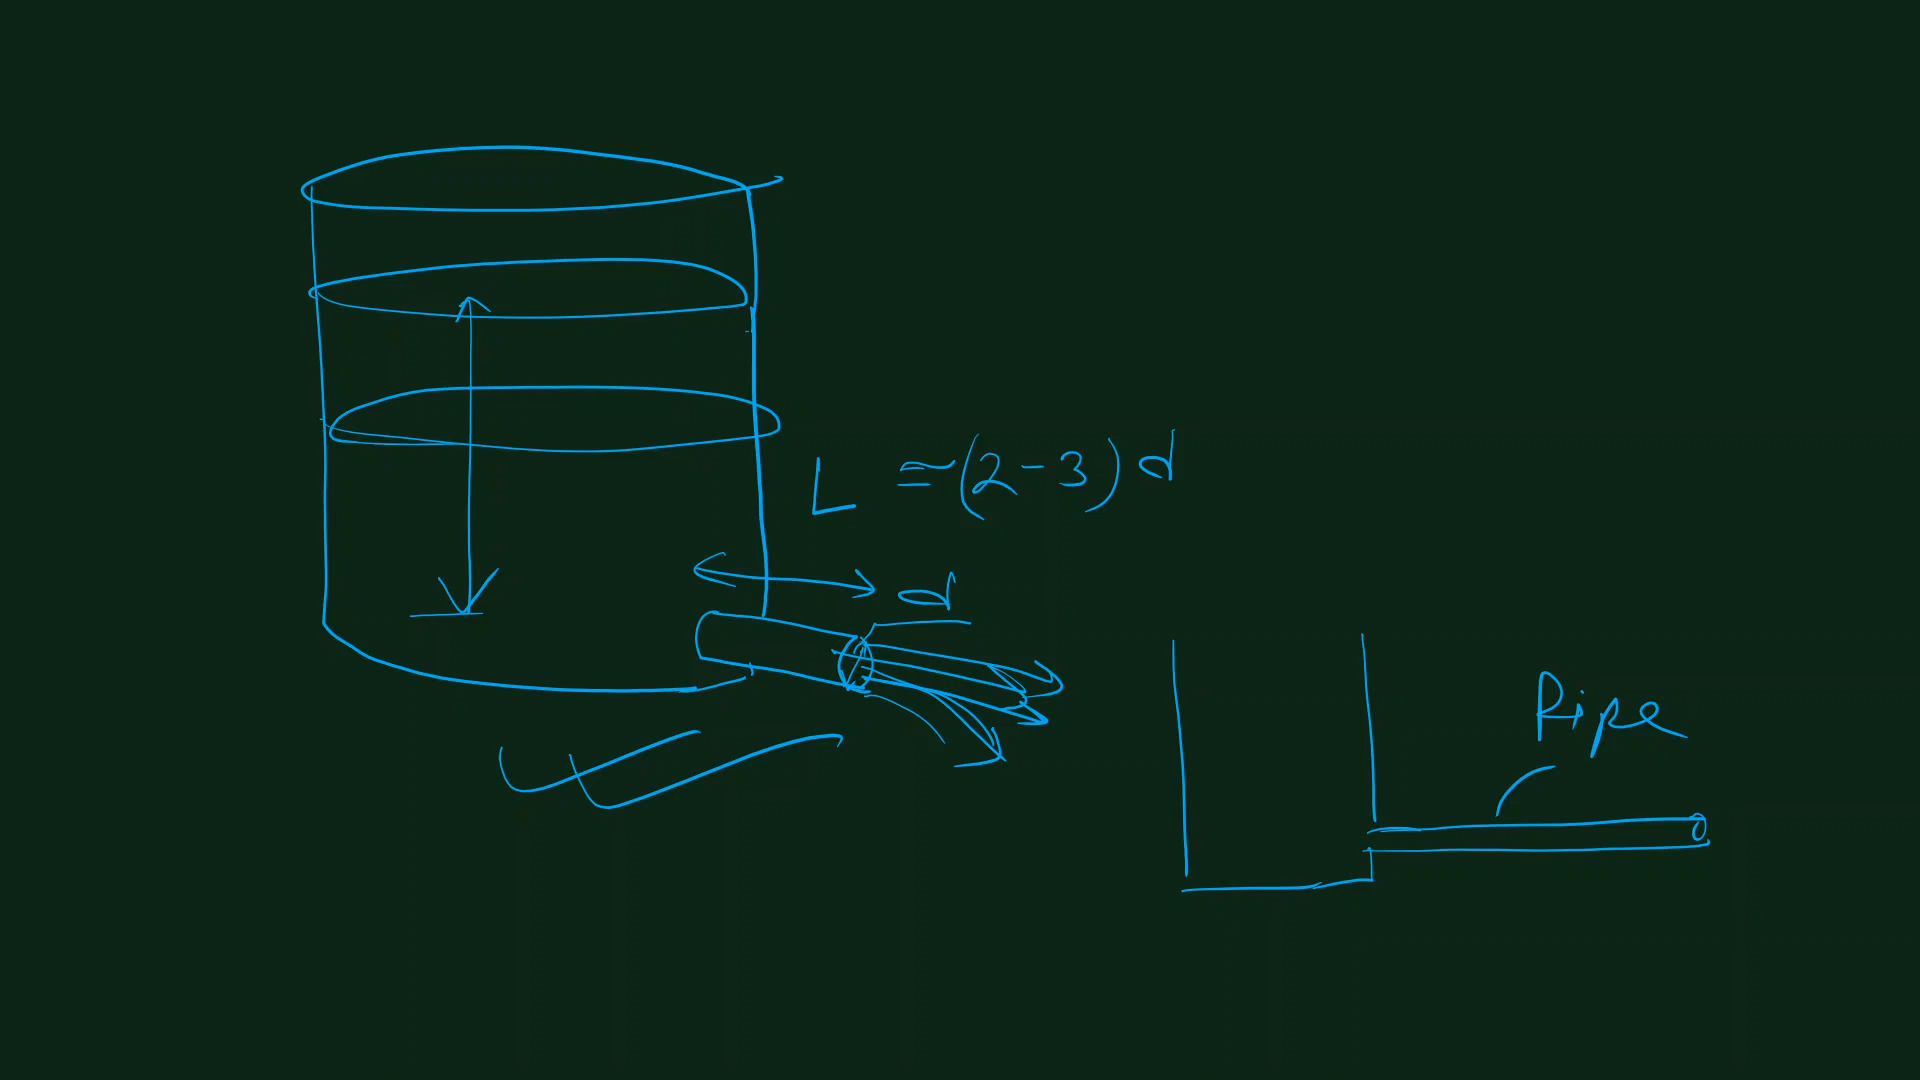 L ≃ (2 - 3) d
d
Pipe